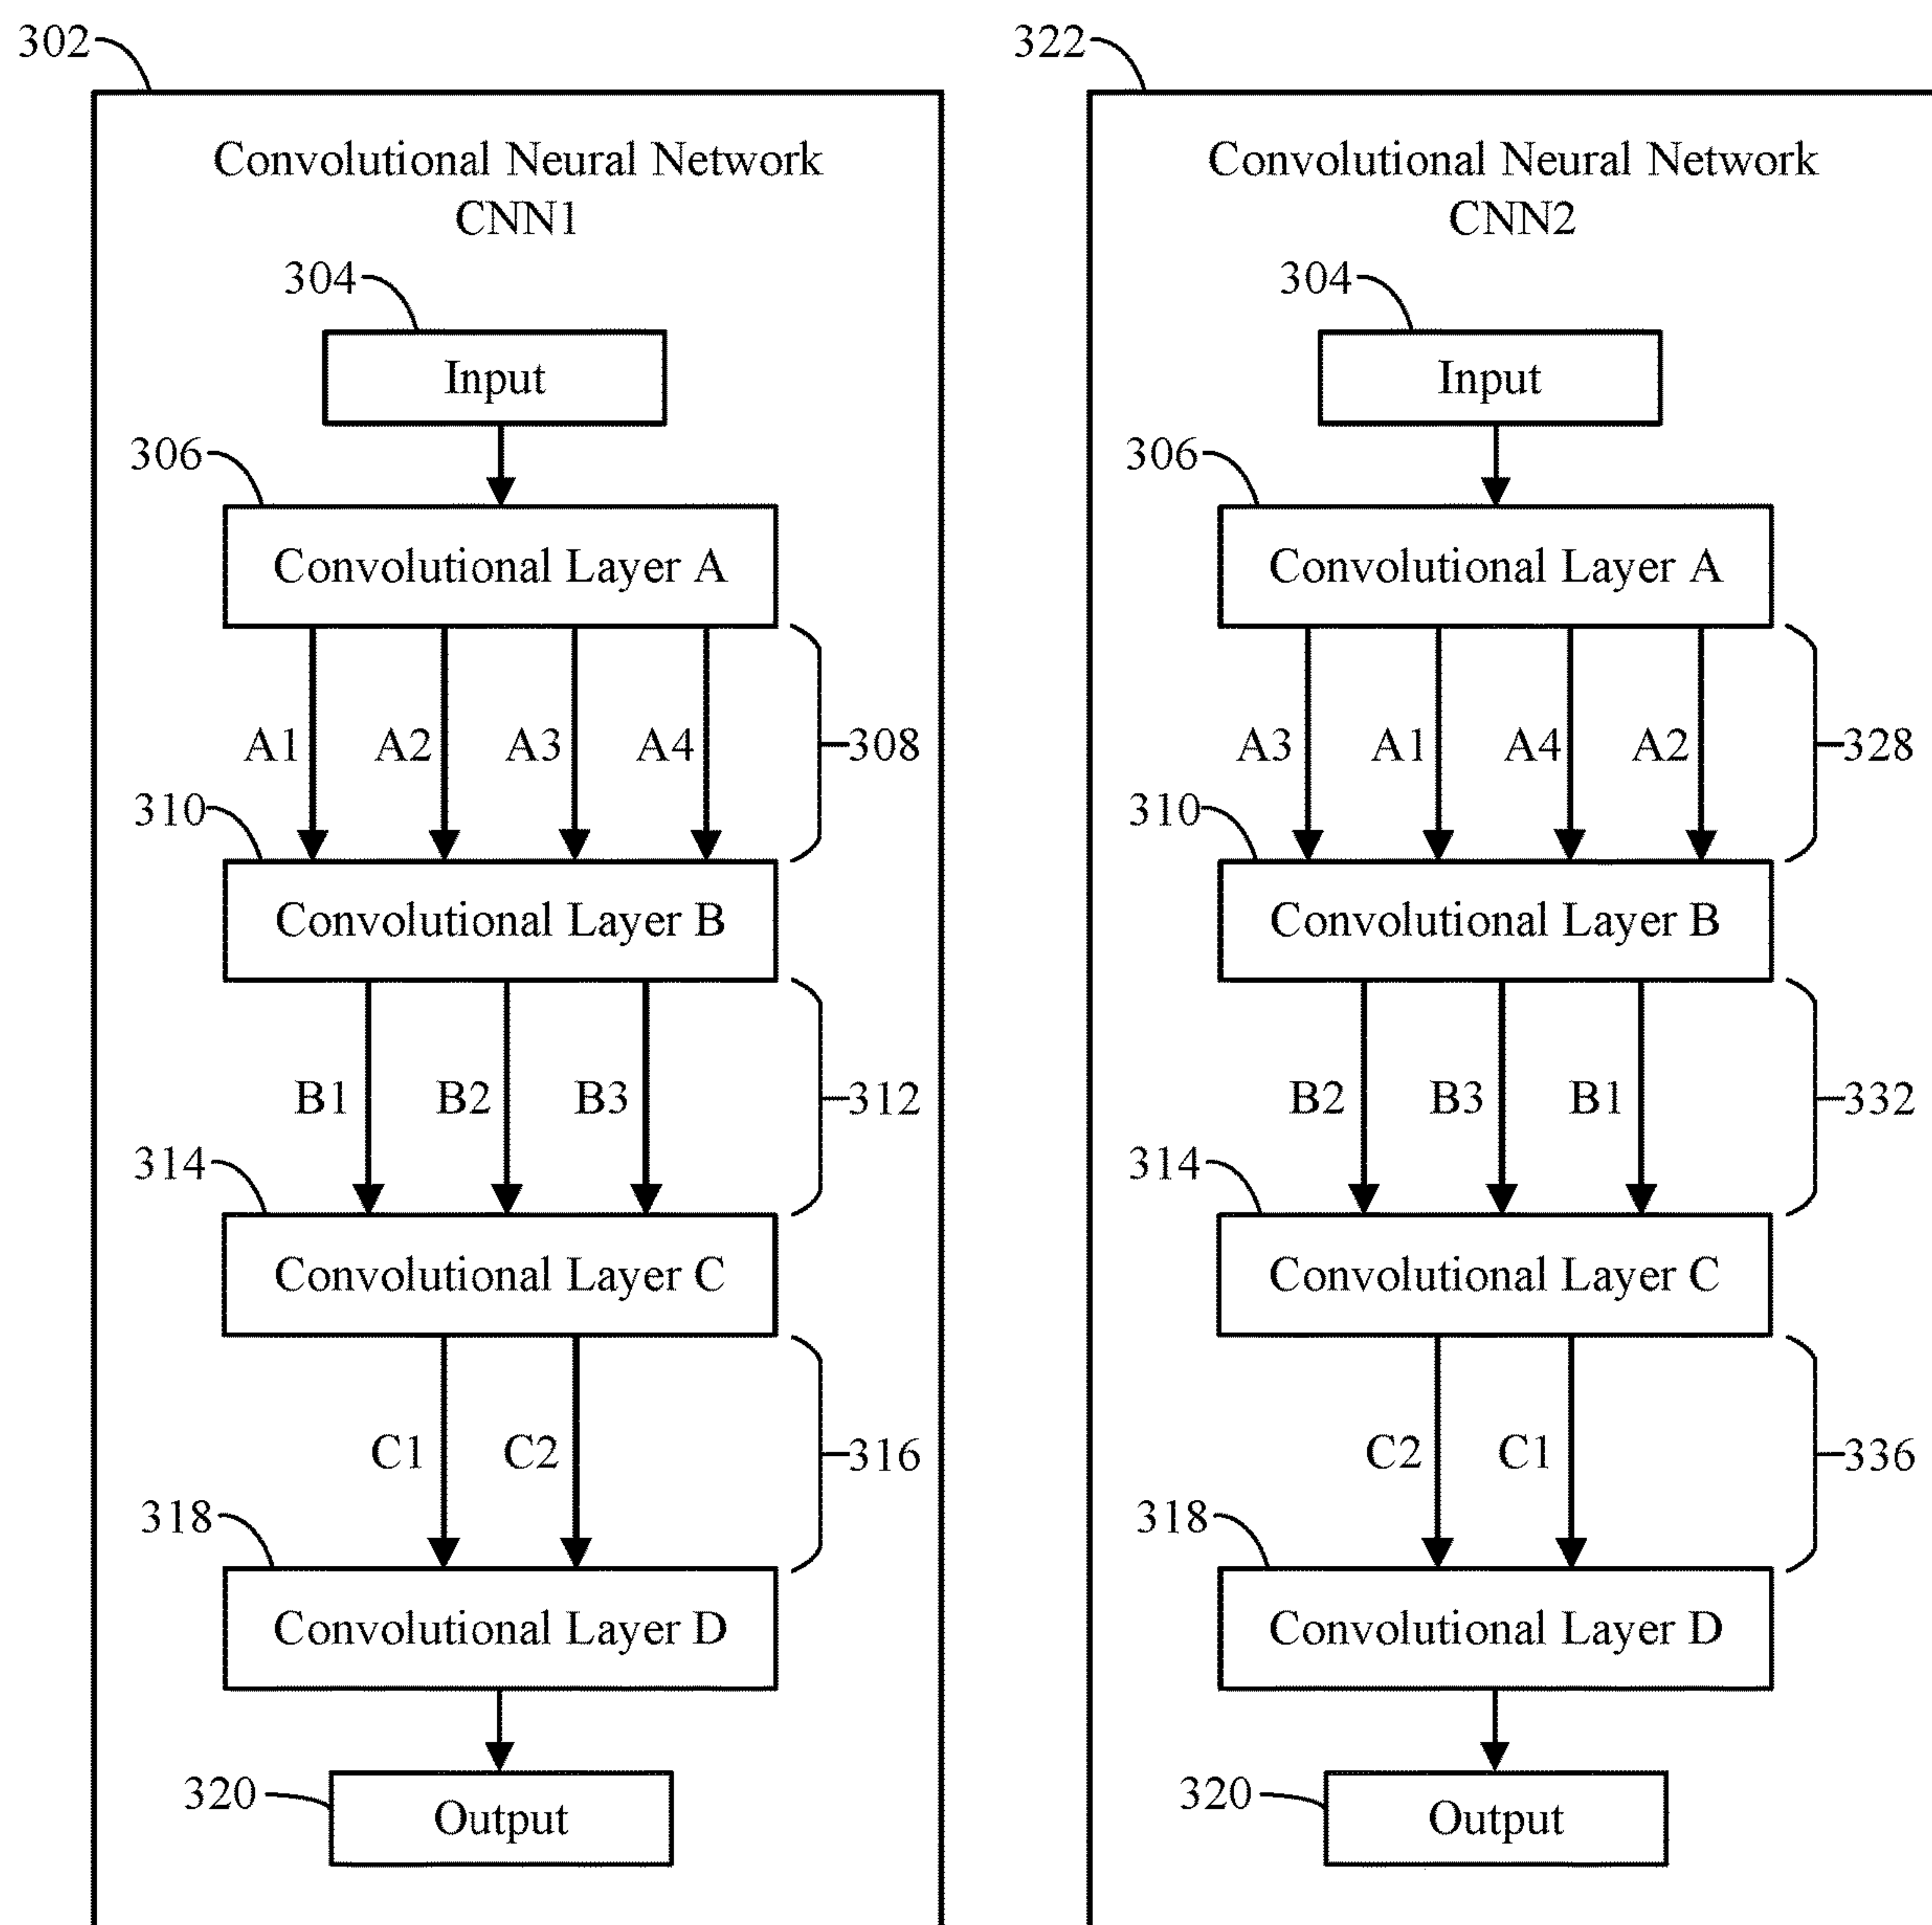 302
Convolutional Neural Network
CNN1
304
Input
306
Convolutional Layer A
A1 A2 A3 A4 308
310
Convolutional Layer B
B1 B2 B3 312
314
Convolutional Layer C
C1 C2 316
318
Convolutional Layer D
320
Output
322
Convolutional Neural Network
CNN2
304
Input
306
Convolutional Layer A
A3 A1 A4 A2 328
310
Convolutional Layer B
B2 B3 B1 332
314
Convolutional Layer C
C2 C1 336
318
Convolutional Layer D
320
Output